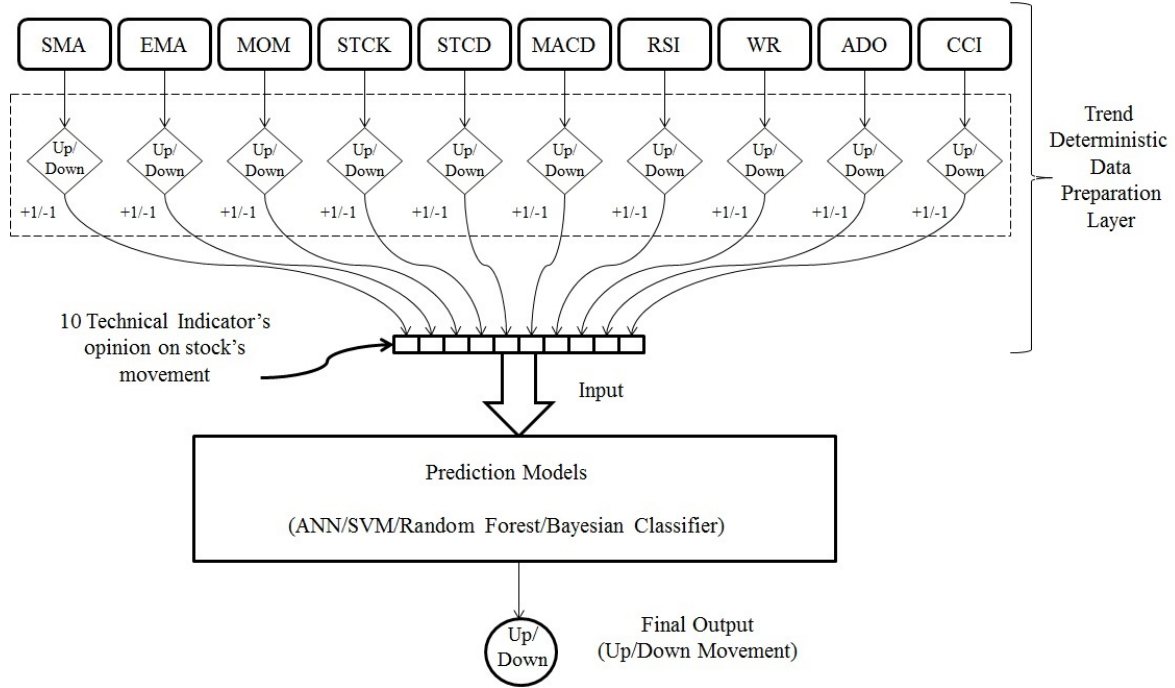 SMA EMA MOM STCK STCD MACD RSI WR ADO CCI
Up/ Up/ Up/ Up/ Up/ Up/ Up/ Up/ Up/ Up/
Down Down Down Down Down Down Down Down Down Down
+1/-1 +1/-1 +1/-1 +1/-1 +1/-1 +1/-1 +1/-1 +1/-1 +1/-1 +1/-1
Trend
Deterministic
Data
Preparation
Layer
10 Technical Indicator’s
opinion on stock’s
movement
Input
Prediction Models
(ANN/SVM/Random Forest/Bayesian Classifier)
Up/
Down
Final Output
(Up/Down Movement)